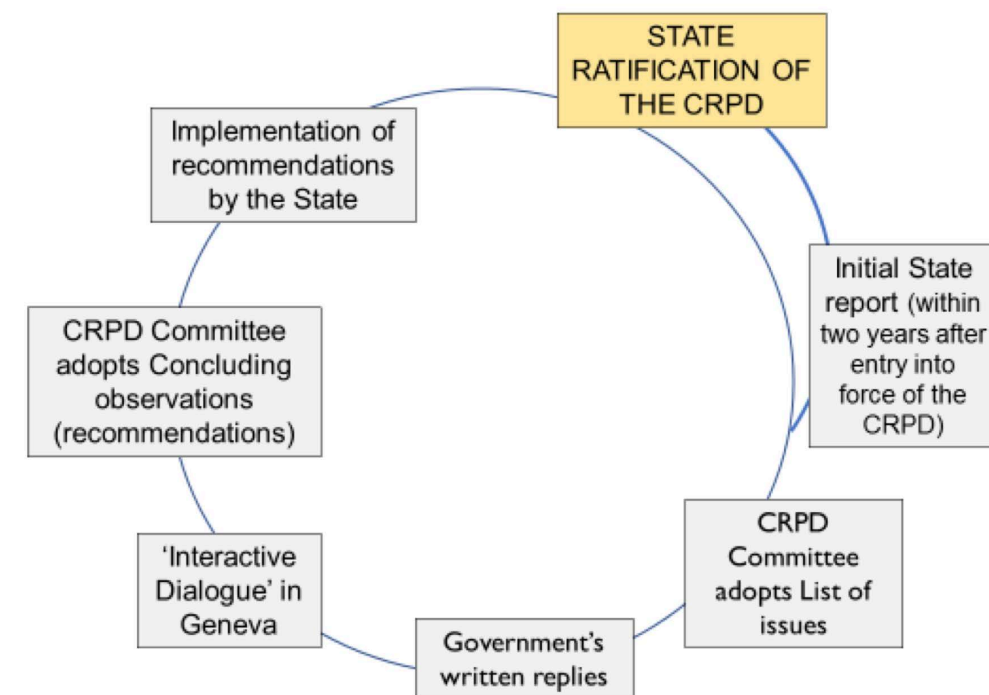 STATE
RATIFICATION OF
THE CRPD
Initial State
report (within
two years after
entry into
force of the
CRPD)
CRPD
Committee
adopts List of
issues
Government’s
written replies
‘Interactive
Dialogue’ in
Geneva
CRPD Committee
adopts Concluding
observations
(recommendations)
Implementation of
recommendations
by the State